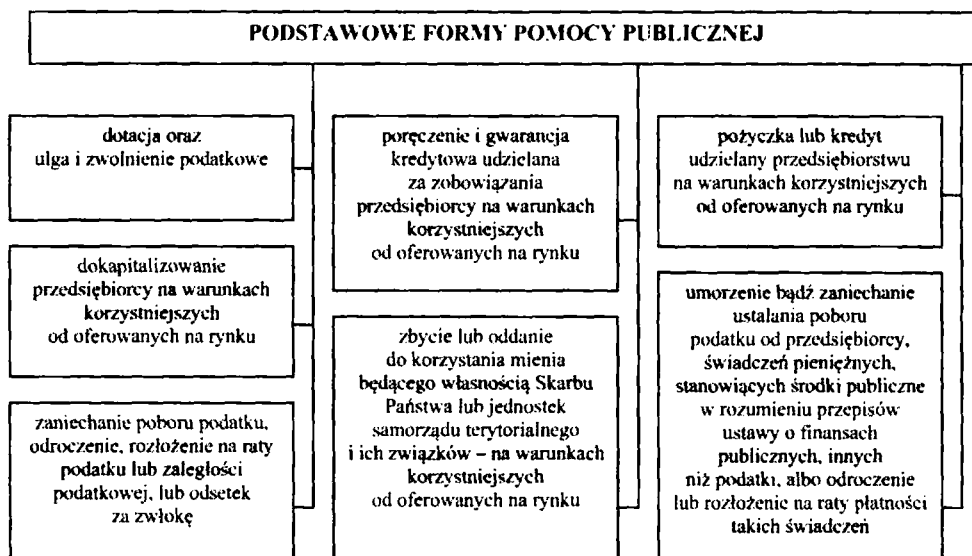 PODSTAWOWE FORMY POMOCY PUBLICZNEJ
dotacja oraz
ulga i zwolnienie podatkowe
dokapitalizowanie
przedsiębiorcy na warunkach
korzystniejszych
od oferowanych na rynku
zaniechanie poboru podatku,
odroczenie, rozłożenie na raty
podatku lub zaległości
podatkowej, lub odsetek
za zwłokę
poręczenie i gwarancja
kredytowa udzielana
za zobowiązania
przedsiębiorcy na warunkach
korzystniejszych
od oferowanych na rynku
zbycie lub oddanie
do korzystania mienia
będącego własnością Skarbu
Państwa lub jednostek
samorządu terytorialnego
i ich związków – na warunkach
korzystniejszych
od oferowanych na rynku
pożyczka lub kredyt
udzielany przedsiębiorstwu
na warunkach korzystniejszych
od oferowanych na rynku
umorzenie bądź zaniechanie
ustalania poboru
podatku od przedsiębiorcy,
świadczeń pieniężnych,
stanowiących środki publiczne
w rozumieniu przepisów
ustawy o finansach
publicznych, innych
niż podatki, albo odroczenie
lub rozłożenie na raty płatności
takich świadczeń